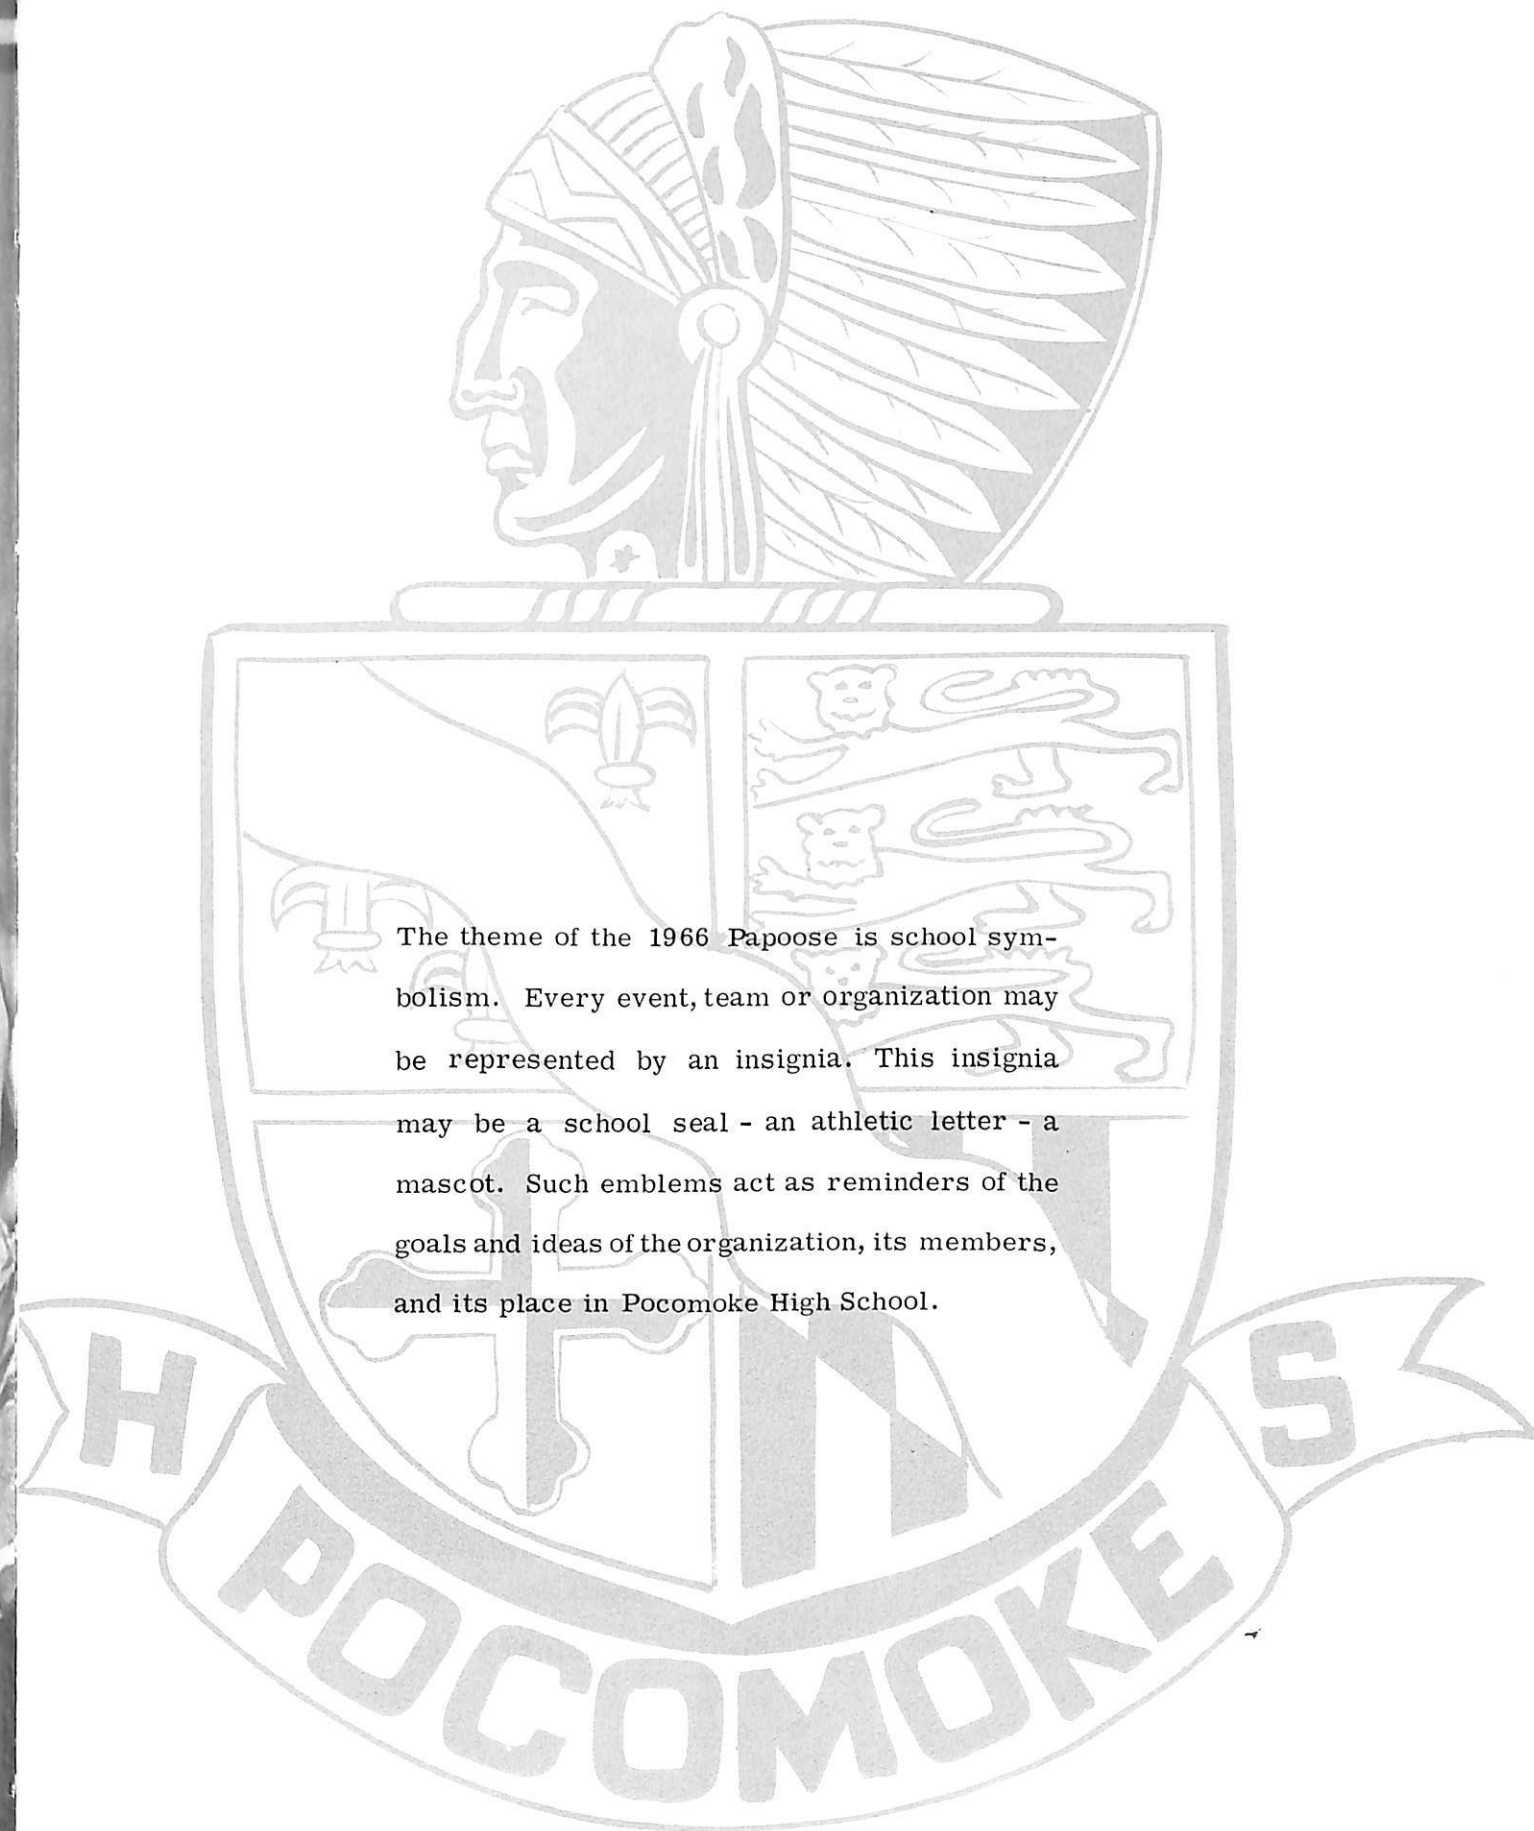 The theme of the 1966 Papoose is school sym-
bolism. Every event, team or organization may
be represented by an insignia. This insignia
may be a school seal - an athletic letter - a
mascot. Such emblems act as reminders of the
goals and ideas of the organization, its members,
and its place in Pocomoke High School.
H S
POCOMOKE